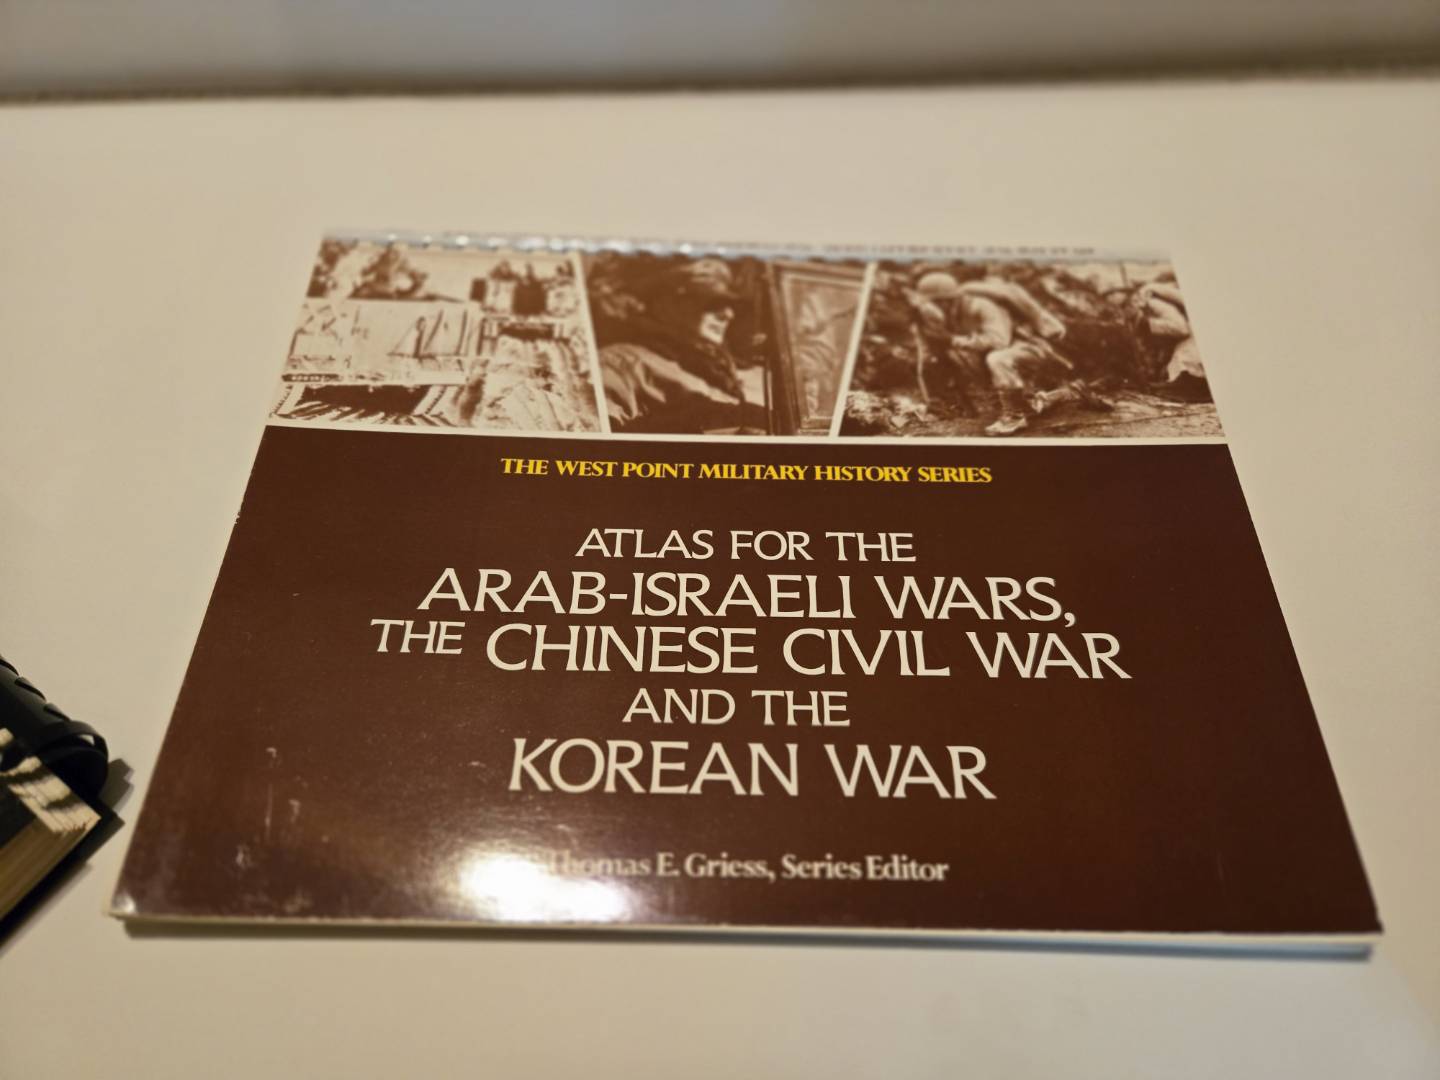 THE WEST POINT MILITARY HISTORY SERIES
ATLAS FOR THE
ARAB-ISRAELI WARS,
THE CHINESE CIVIL WAR
AND THE
KOREAN WAR
Thomas E. Griess, Series Editor